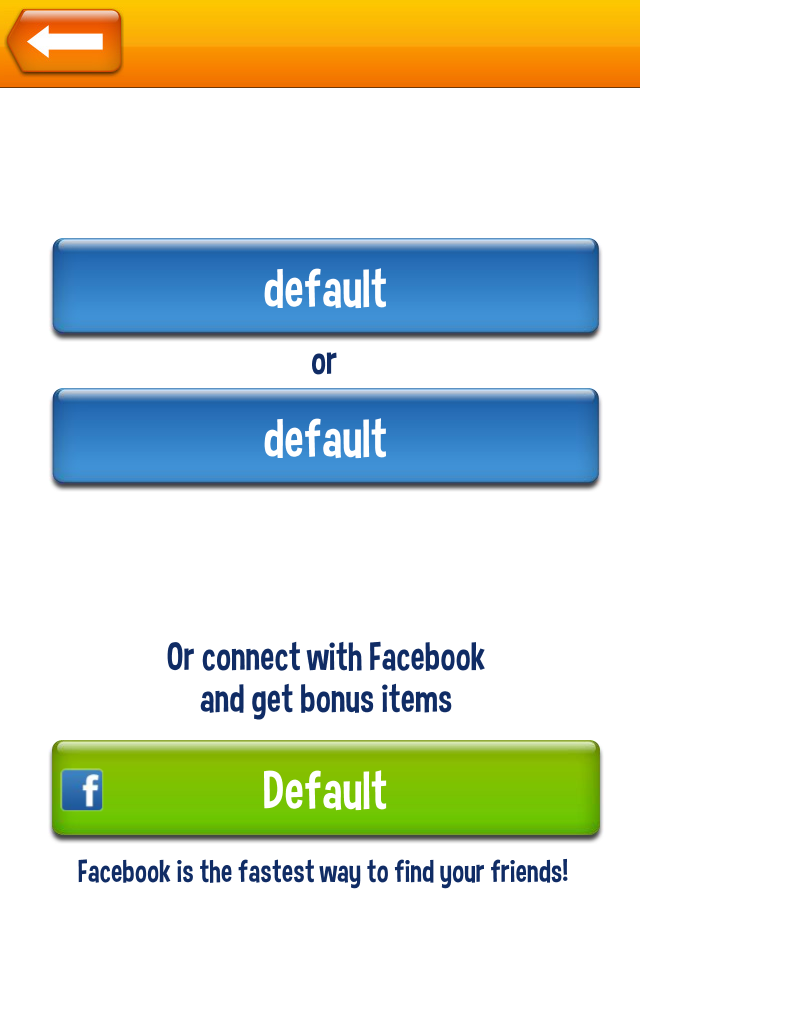 default
or
default
Or connect with Facebook
and get bonus items
f
Default
Facebook is the fastest way to find your friends!